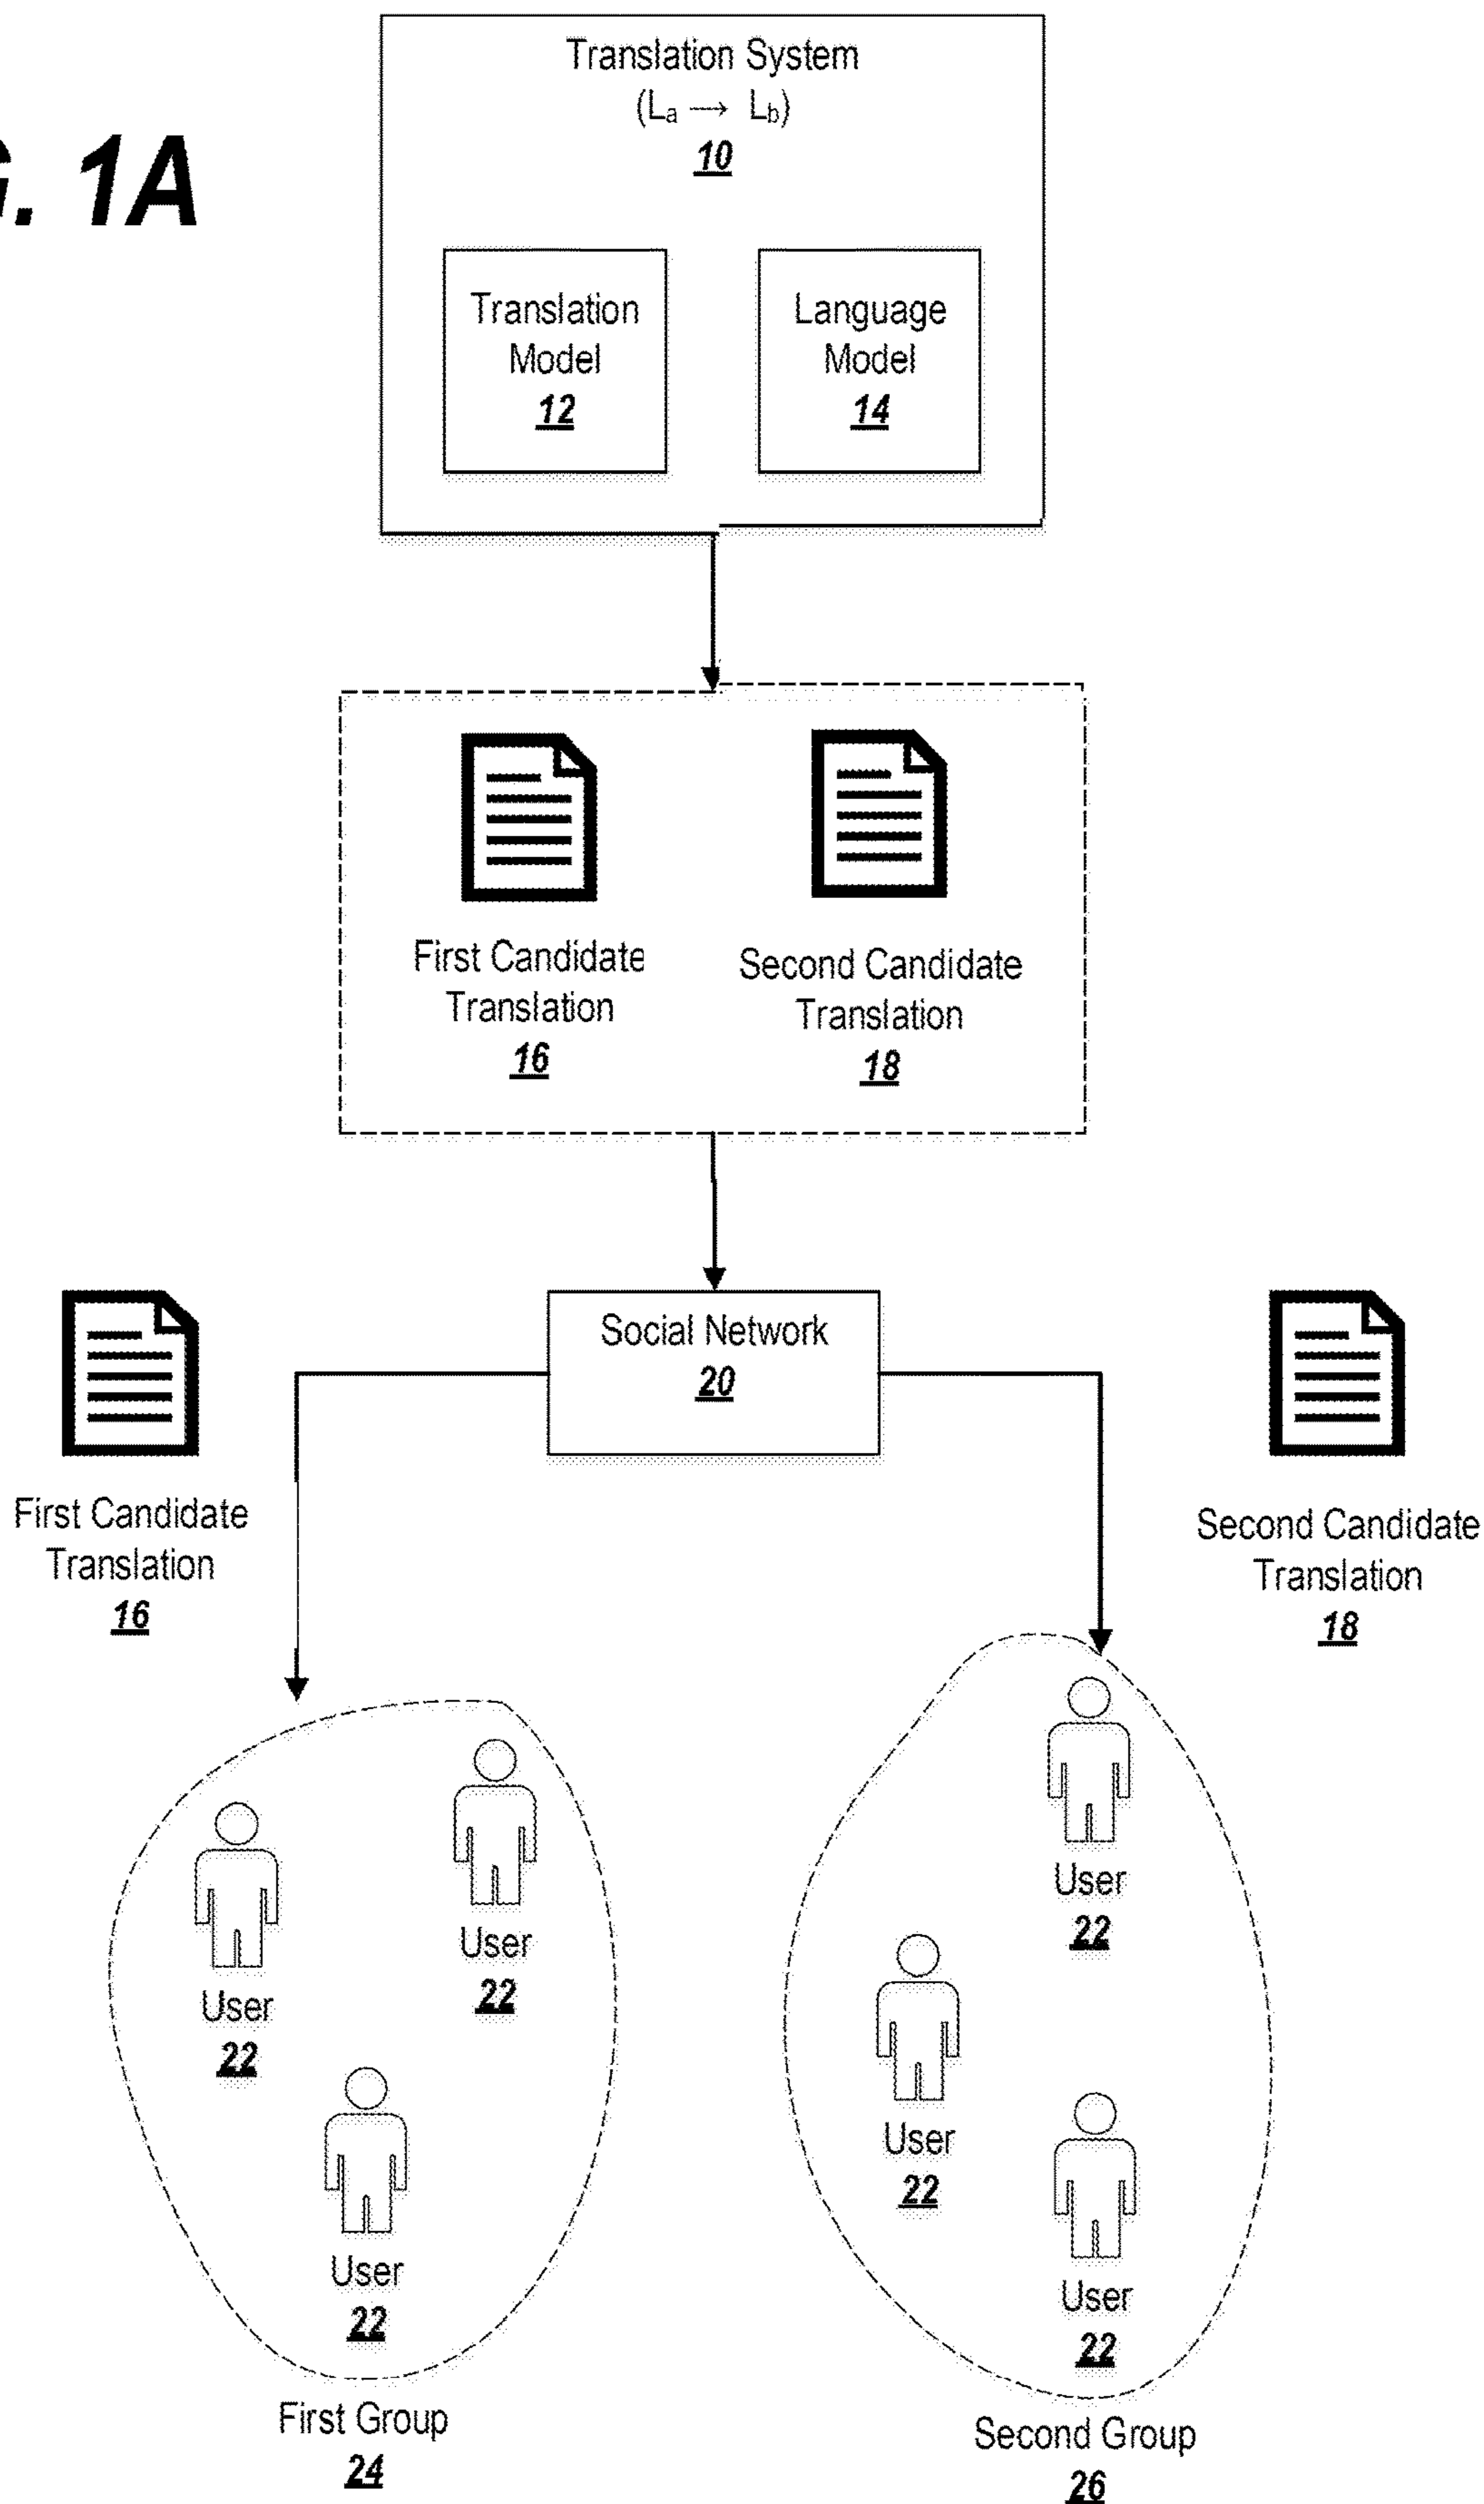 G. 1A
Translation System
(La → Lb)
10
Translation
Model
12
Language
Model
14
First Candidate
Translation
16
Second Candidate
Translation
18
Social Network
20
First Candidate
Translation
16
Second Candidate
Translation
18
User
22
User
22
User
22
First Group
24
User
22
User
22
User
22
Second Group
26